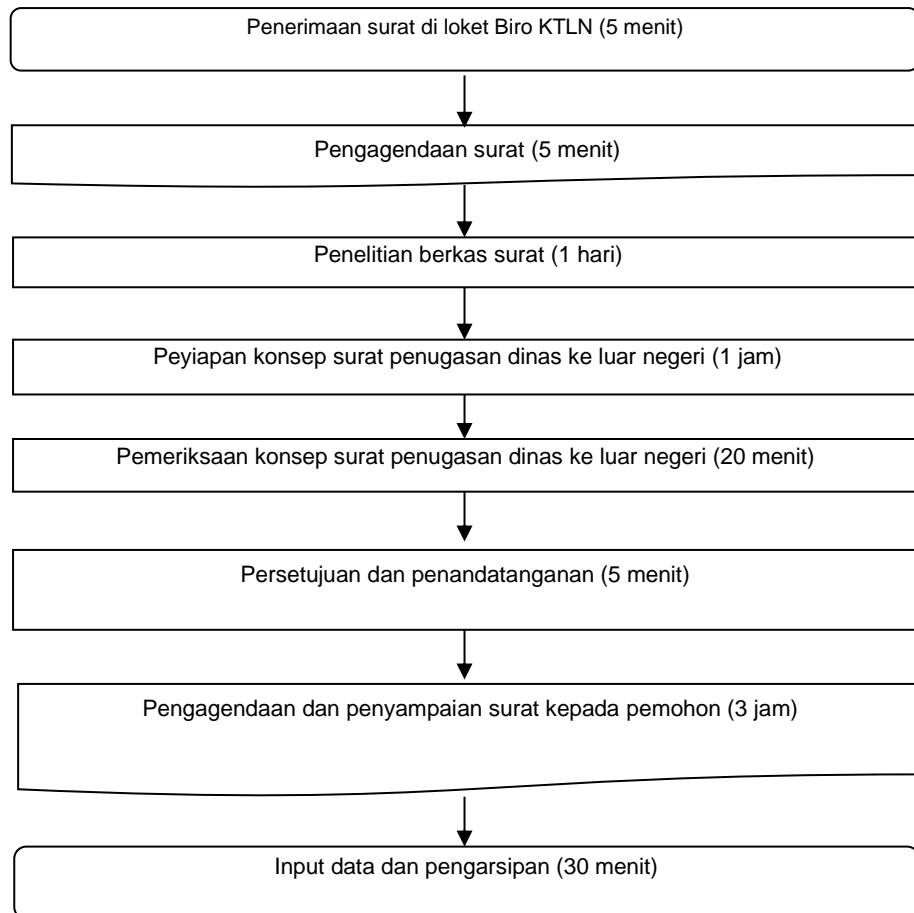 Penerimaan surat di loket Biro KTLN (5 menit)
Pengagendaan surat (5 menit)
Penelitian berkas surat (1 hari)
Peyiapan konsep surat penugasan dinas ke luar negeri (1 jam)
Pemeriksaan konsep surat penugasan dinas ke luar negeri (20 menit)
Persetujuan dan penandatanganan (5 menit)
Pengagendaan dan penyampaian surat kepada pemohon (3 jam)
Input data dan pengarsipan (30 menit)